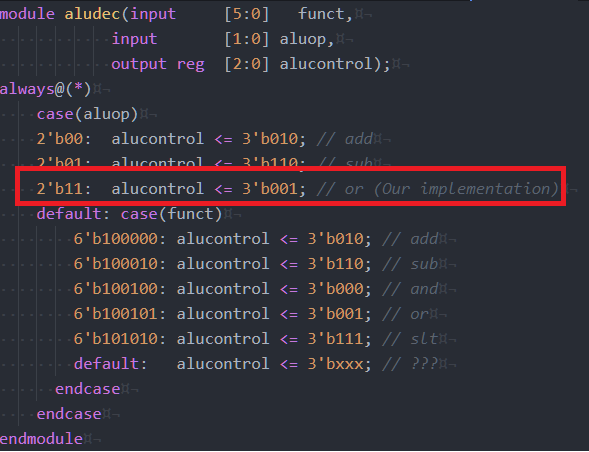 module aludec(input      [5:0]   funct,
              input      [1:0] aluop,
              output reg  [2:0] alucontrol);
always@(*)
    case(aluop)
    2'b00:  alucontrol <= 3'b010; // add
    2'b01:  alucontrol <= 3'b110; // sub
    2'b11:  alucontrol <= 3'b001; // or (Our implementation)
    default: case(funct)
        6'b100000: alucontrol <= 3'b010; // add
        6'b100010: alucontrol <= 3'b110; // sub
        6'b100100: alucontrol <= 3'b000; // and
        6'b100101: alucontrol <= 3'b001; // or
        6'b101010: alucontrol <= 3'b111; // slt
        default:   alucontrol <= 3'bxxx; // ???
      endcase
    endcase
endmodule